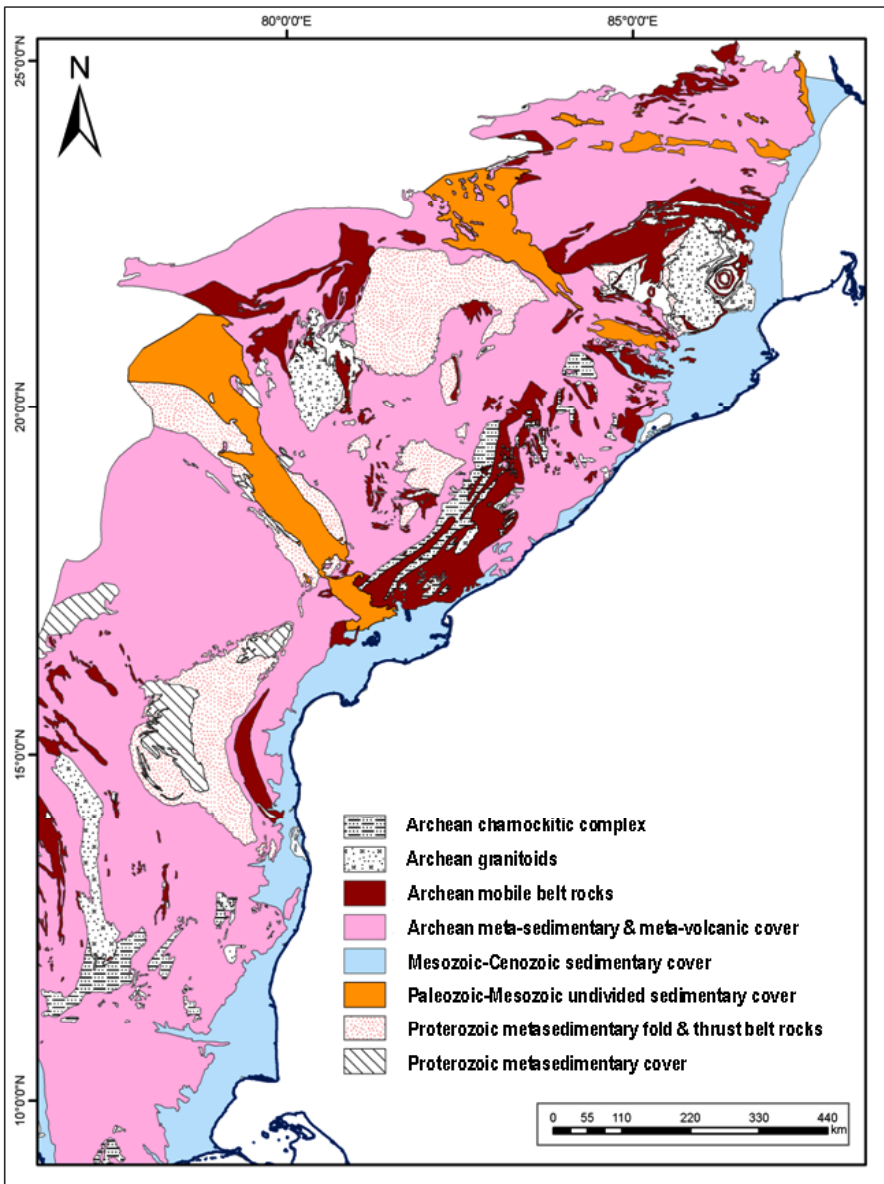 80°0'0"E 85°0'0"E
25°0'0"N
N
20°0'0"N
15°0'0"N
10°0'0"N
Archean charnockitic complex
Archean granitoids
Archean mobile belt rocks
Archean meta-sedimentary & meta-volcanic cover
Mesozoic-Cenozoic sedimentary cover
Paleozoic-Mesozoic undivided sedimentary cover
Proterozoic metasedimentary fold & thrust belt rocks
Proterozoic metasedimentary cover
0 55 110 220 330 440
km